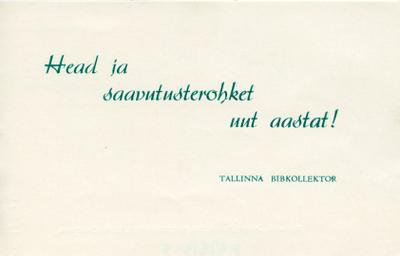 Head ja
saavutusterohket
uut aastat!
TALLINNA BIBKOLLEKTOR